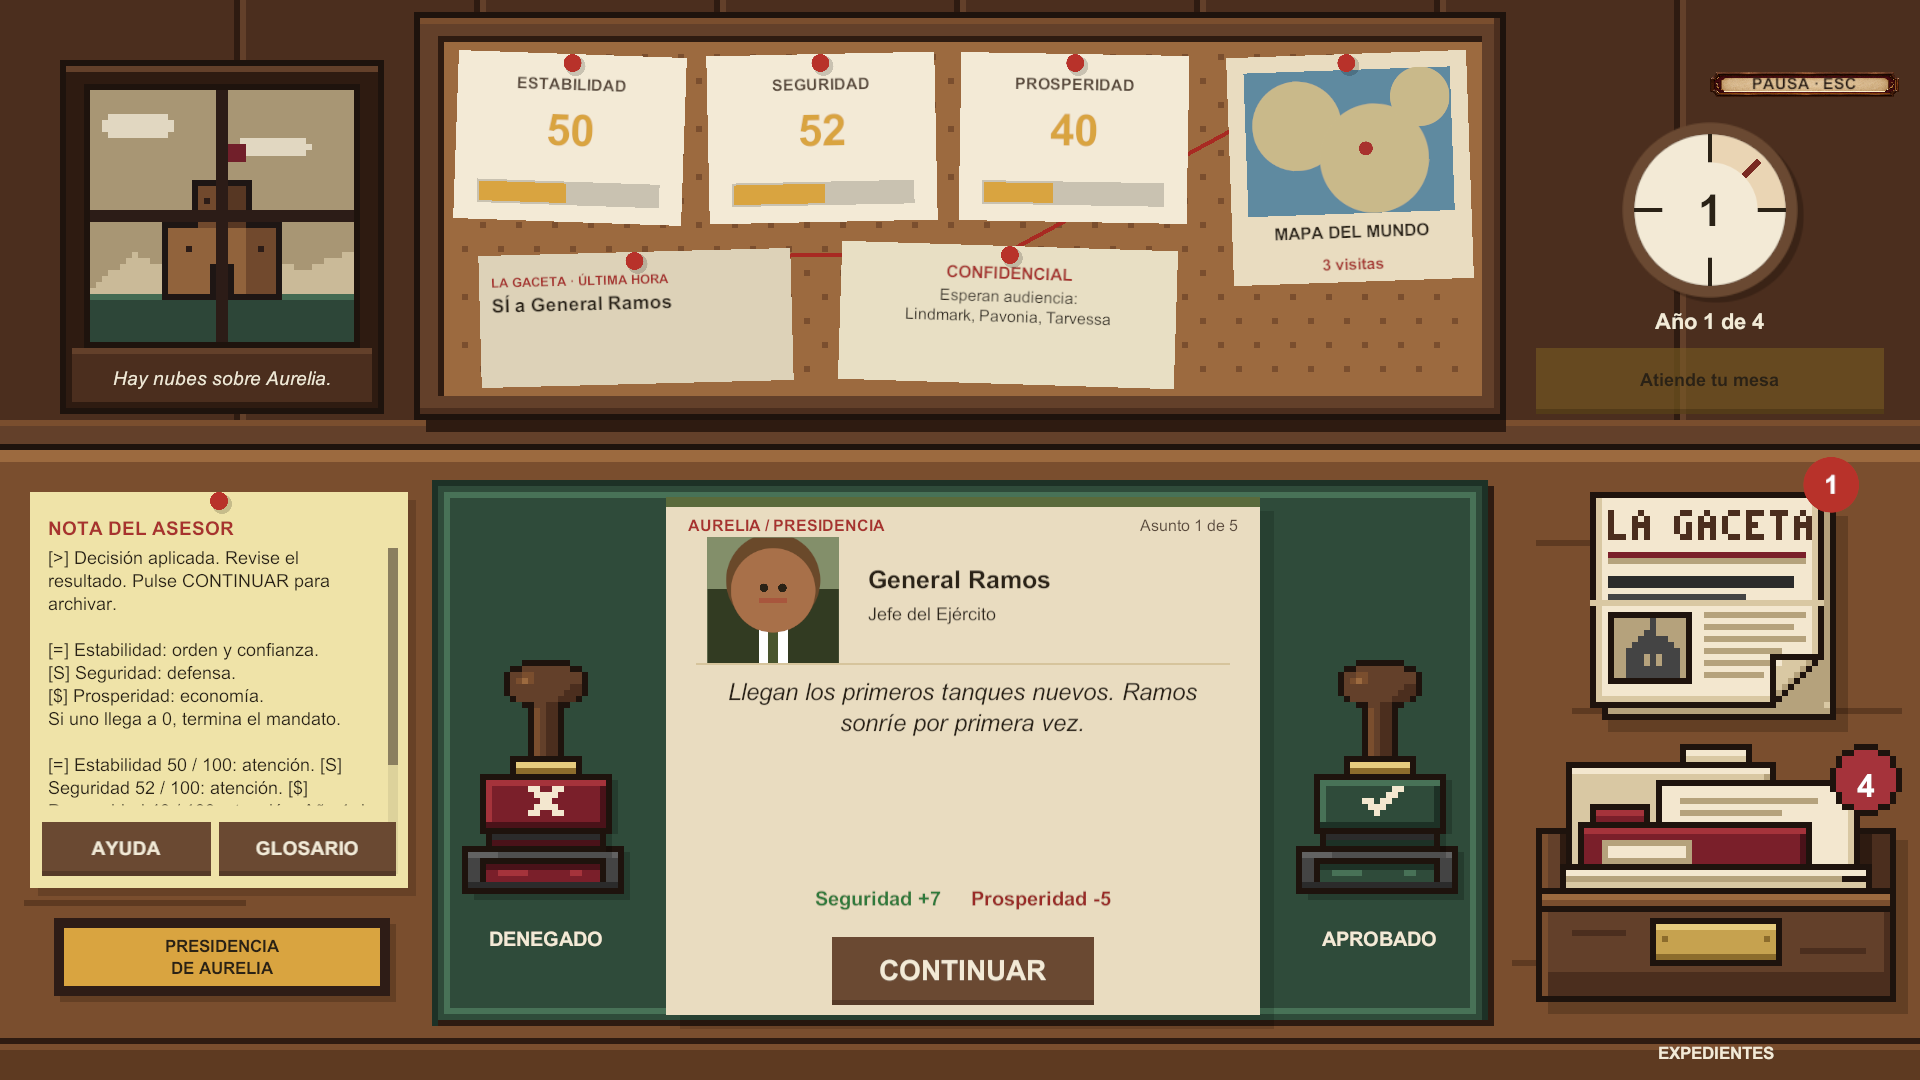 ESTABILIDAD
50
SEGURIDAD
52
PROSPERIDAD
40
MAPA DEL MUNDO
3 visitas
LA GACETA · ÚLTIMA HORA
SÍ a General Ramos
CONFIDENCIAL
Esperan audiencia:
Lindmark, Pavonia, Tarvessa
PAUSA · ESC
1
Año 1 de 4
Atiende tu mesa
Hay nubes sobre Aurelia.
NOTA DEL ASESOR
[>] Decisión aplicada. Revise el
resultado. Pulse CONTINUAR para
archivar.
[=] Estabilidad: orden y confianza.
[S] Seguridad: defensa.
[$] Prosperidad: economía.
Si uno llega a 0, termina el mandato.
[=] Estabilidad 50 / 100: atención. [S]
Seguridad 52 / 100: atención. [$]
AYUDA
GLOSARIO
PRESIDENCIA
DE AURELIA
AURELIA / PRESIDENCIA
Asunto 1 de 5
General Ramos
Jefe del Ejército
Llegan los primeros tanques nuevos. Ramos
sonríe por primera vez.
Seguridad +7 Prosperidad -5
CONTINUAR
DENEGADO
APROBADO
1
LA GACETA
4
EXPEDIENTES